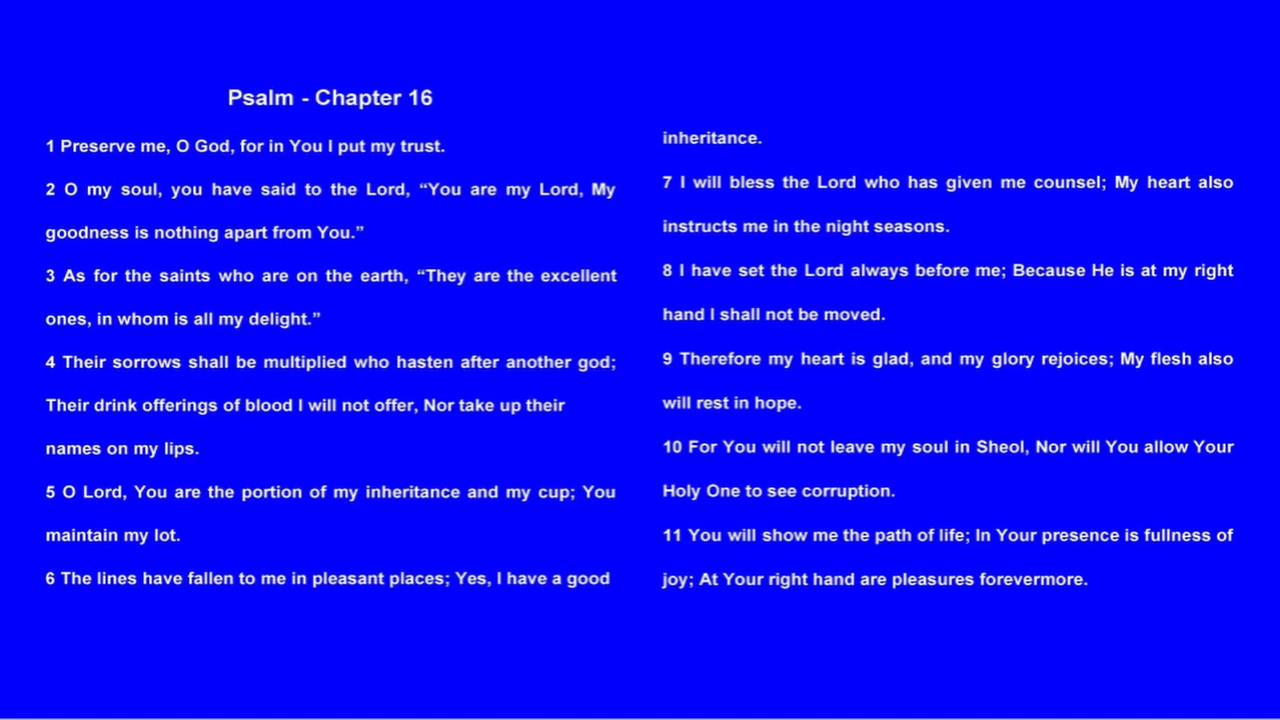 Psalm - Chapter 16
1 Preserve me, O God, for in You I put my trust.
2 O my soul, you have said to the Lord, “You are my Lord, My
goodness is nothing apart from You.”
3 As for the saints who are on the earth, “They are the excellent
ones, in whom is all my delight.”
4 Their sorrows shall be multiplied who hasten after another god;
Their drink offerings of blood I will not offer, Nor take up their
names on my lips.
5 O Lord, You are the portion of my inheritance and my cup; You
maintain my lot.
6 The lines have fallen to me in pleasant places; Yes, I have a good
inheritance.
7 I will bless the Lord who has given me counsel; My heart also
instructs me in the night seasons.
8 I have set the Lord always before me; Because He is at my right
hand I shall not be moved.
9 Therefore my heart is glad, and my glory rejoices; My flesh also
will rest in hope.
10 For You will not leave my soul in Sheol, Nor will You allow Your
Holy One to see corruption.
11 You will show me the path of life; In Your presence is fullness of
joy; At Your right hand are pleasures forevermore.